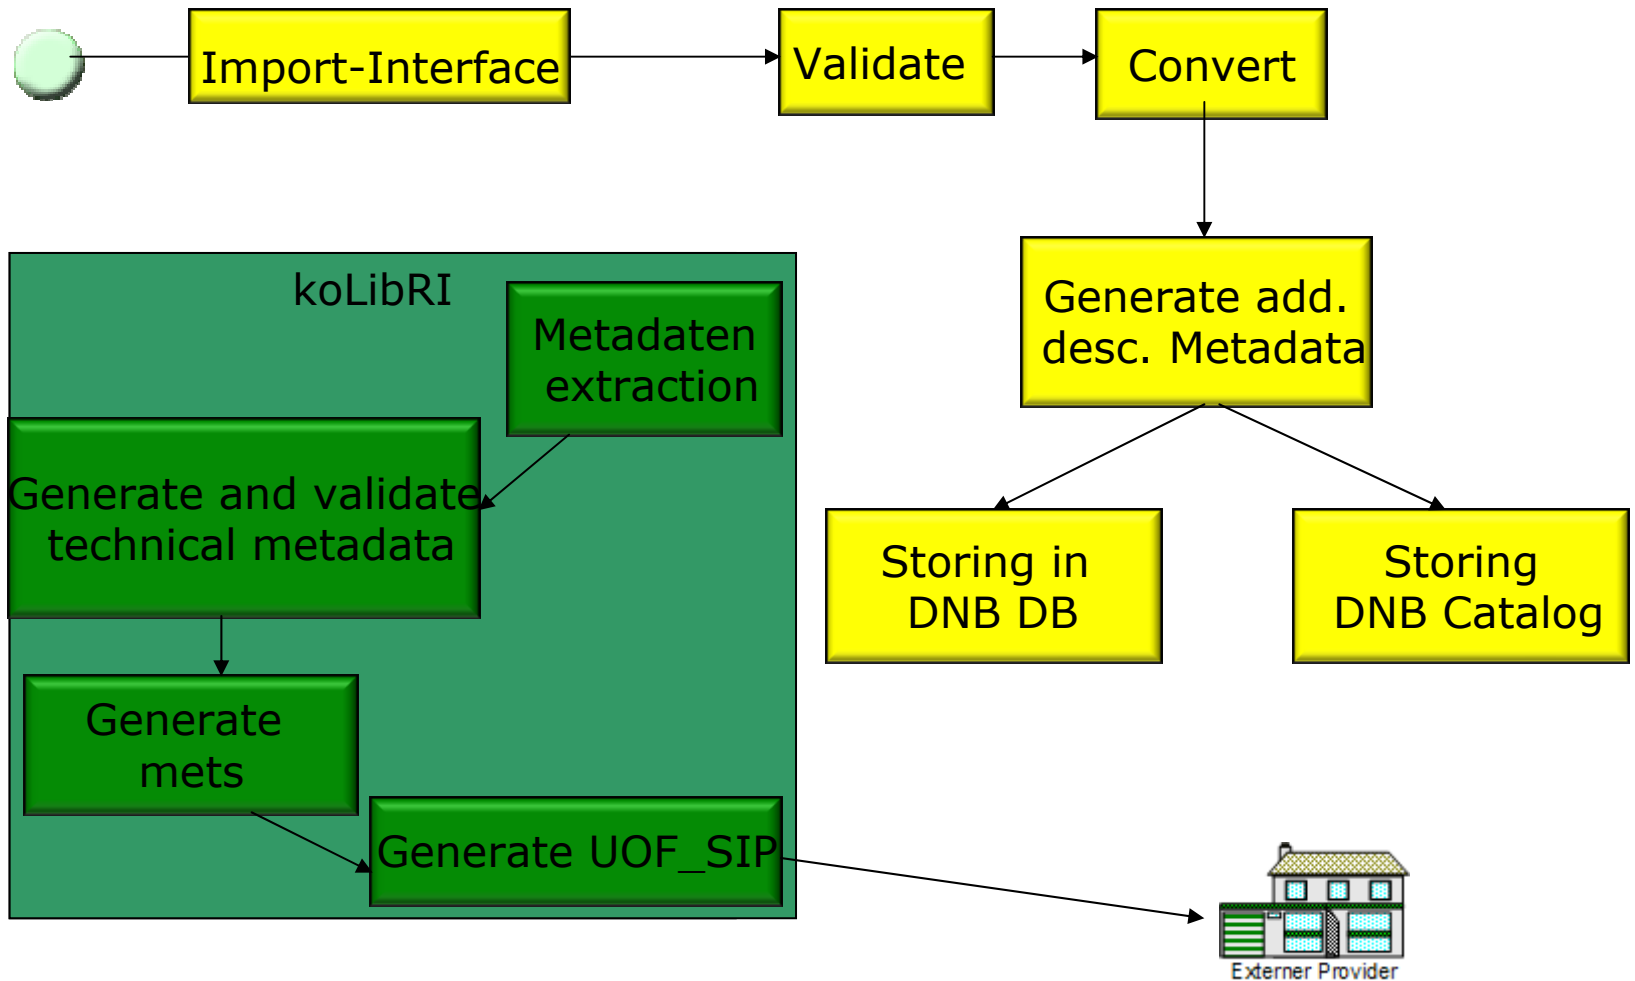 Import-Interface
Validate
Convert
Generate add.
desc. Metadata
Storing in
DNB DB
Storing
DNB Catalog
koLibRI
Metadaten
extraction
Generate and validate
technical metadata
Generate
mets
Generate UOF_SIP
Externer Provider